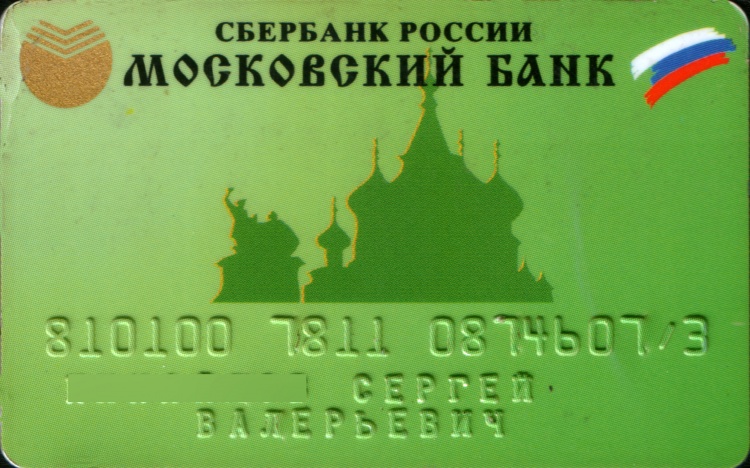 СБЕРБАНК РОССИИ
МОСКОВСКИЙ БАНК
810100 7811 0874607/3
СЕРГЕЙ
ВАЛЕРЬЕВИЧ